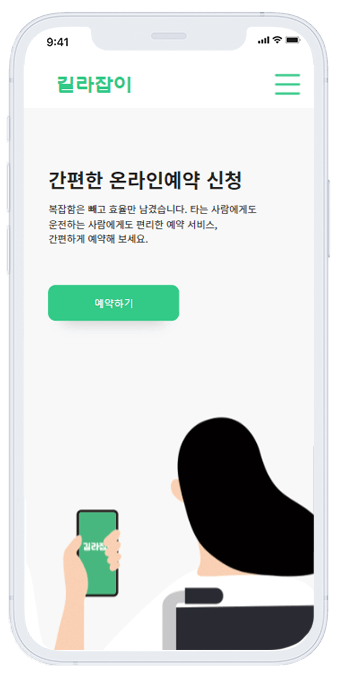 9:41
길라잡이
간편한 온라인예약 신청
복잡함은 빼고 효율만 남겼습니다. 타는 사람에게도
운전하는 사람에게도 편리한 예약 서비스,
간편하게 예약해 보세요.
예약하기
길라잡